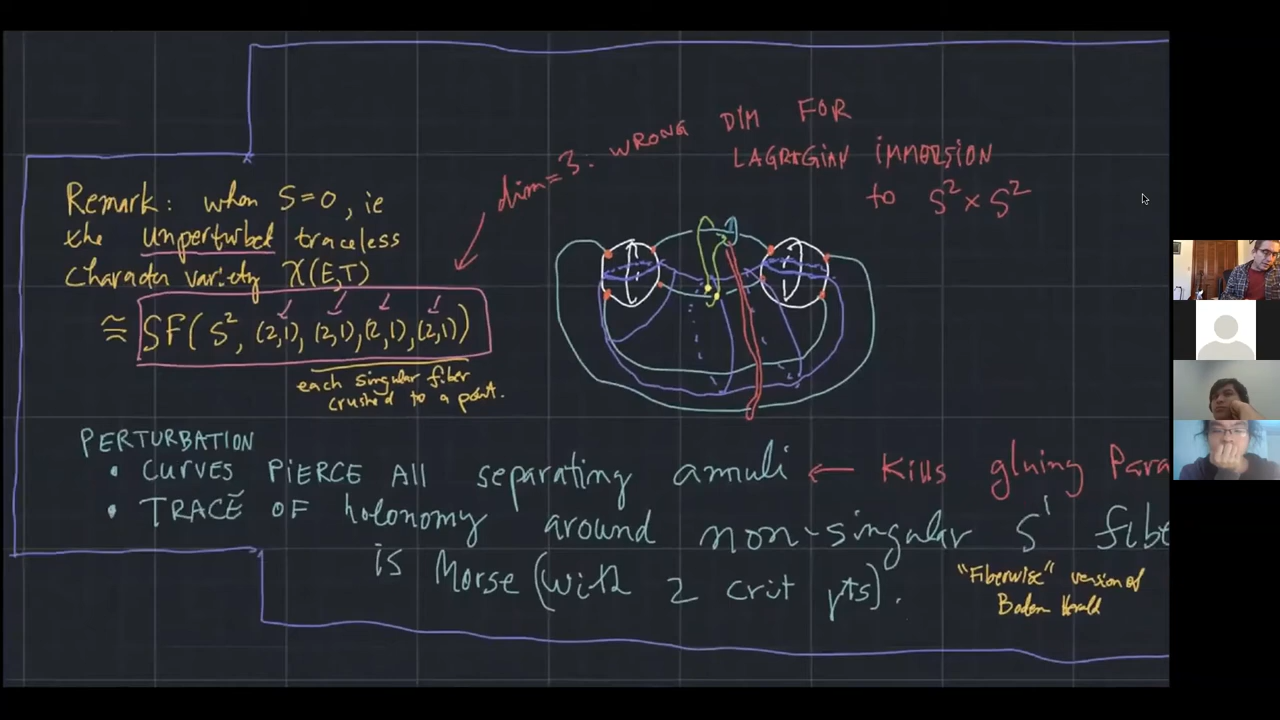 dim=3. WRONG DIM FOR
LAGRAGIAN IMMERSION
to S² × S²
Remark: when S=0, ie
the unperturbed traceless
Character variety X(E,T)
≅ SF(S², (2,1), (2,1), (2,1), (2,1))
each singular fiber
crushed to a point.
PERTURBATION
• CURVES PIERCE ALL separating annuli ← Kills gluing Para
• TRACE OF holonomy around non-singular S¹ fibe
is Morse (with 2 crit pts).
"Fiberwise" version of
Boden Herald